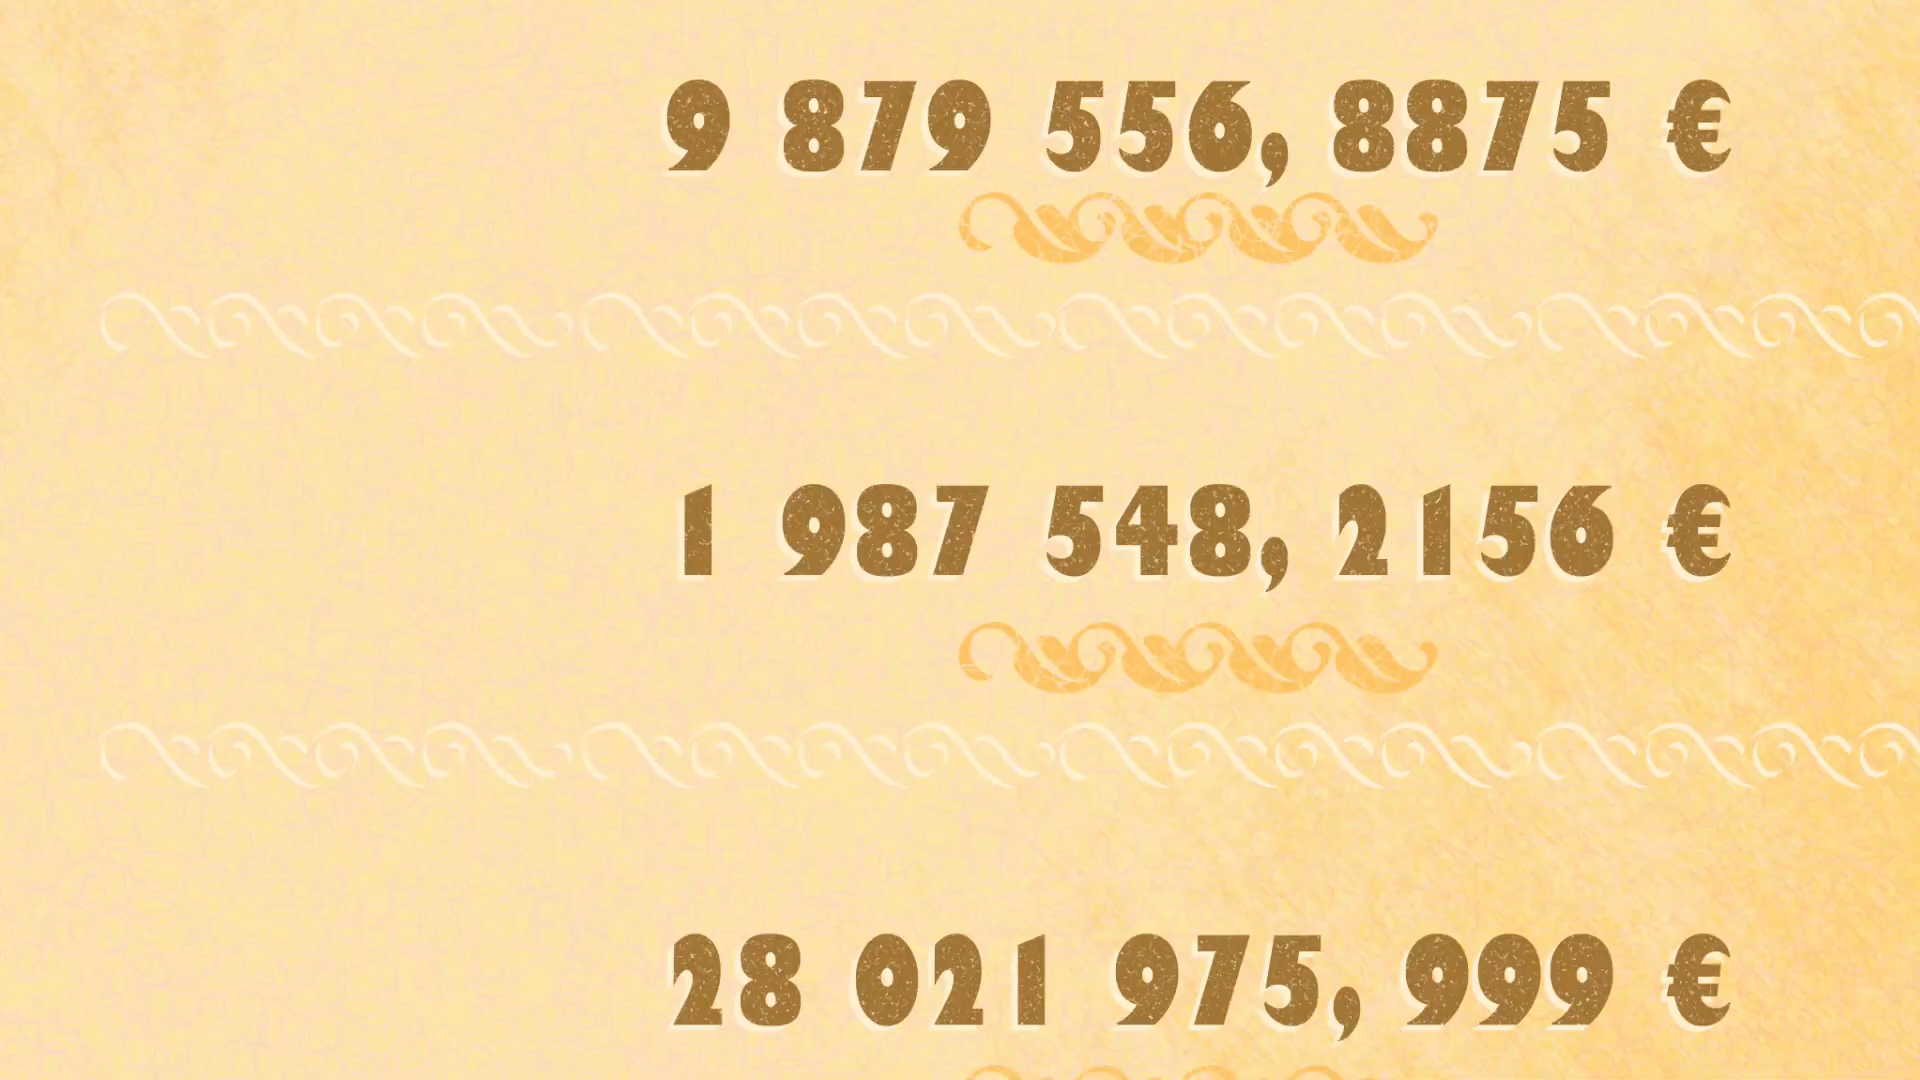 9 879 556, 8875 €
1 987 548, 2156 €
28 021 975, 999 €